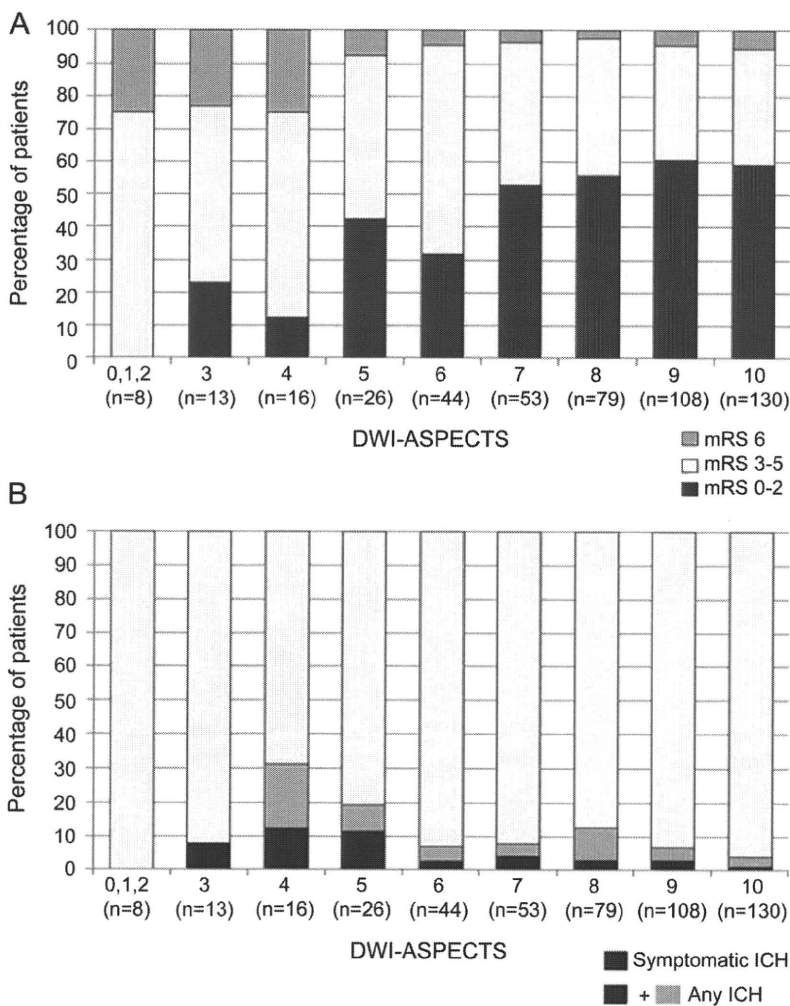 A
Percentage of patients
100
90
80
70
60
50
40
30
20
10
0
0,1,2 3 4 5 6 7 8 9 10
(n=8) (n=13) (n=16) (n=26) (n=44) (n=53) (n=79) (n=108) (n=130)
DWI-ASPECTS
mRS 6
mRS 3-5
mRS 0-2
B
Percentage of patients
100
90
80
70
60
50
40
30
20
10
0
0,1,2 3 4 5 6 7 8 9 10
(n=8) (n=13) (n=16) (n=26) (n=44) (n=53) (n=79) (n=108) (n=130)
DWI-ASPECTS
Symptomatic ICH
+ Any ICH